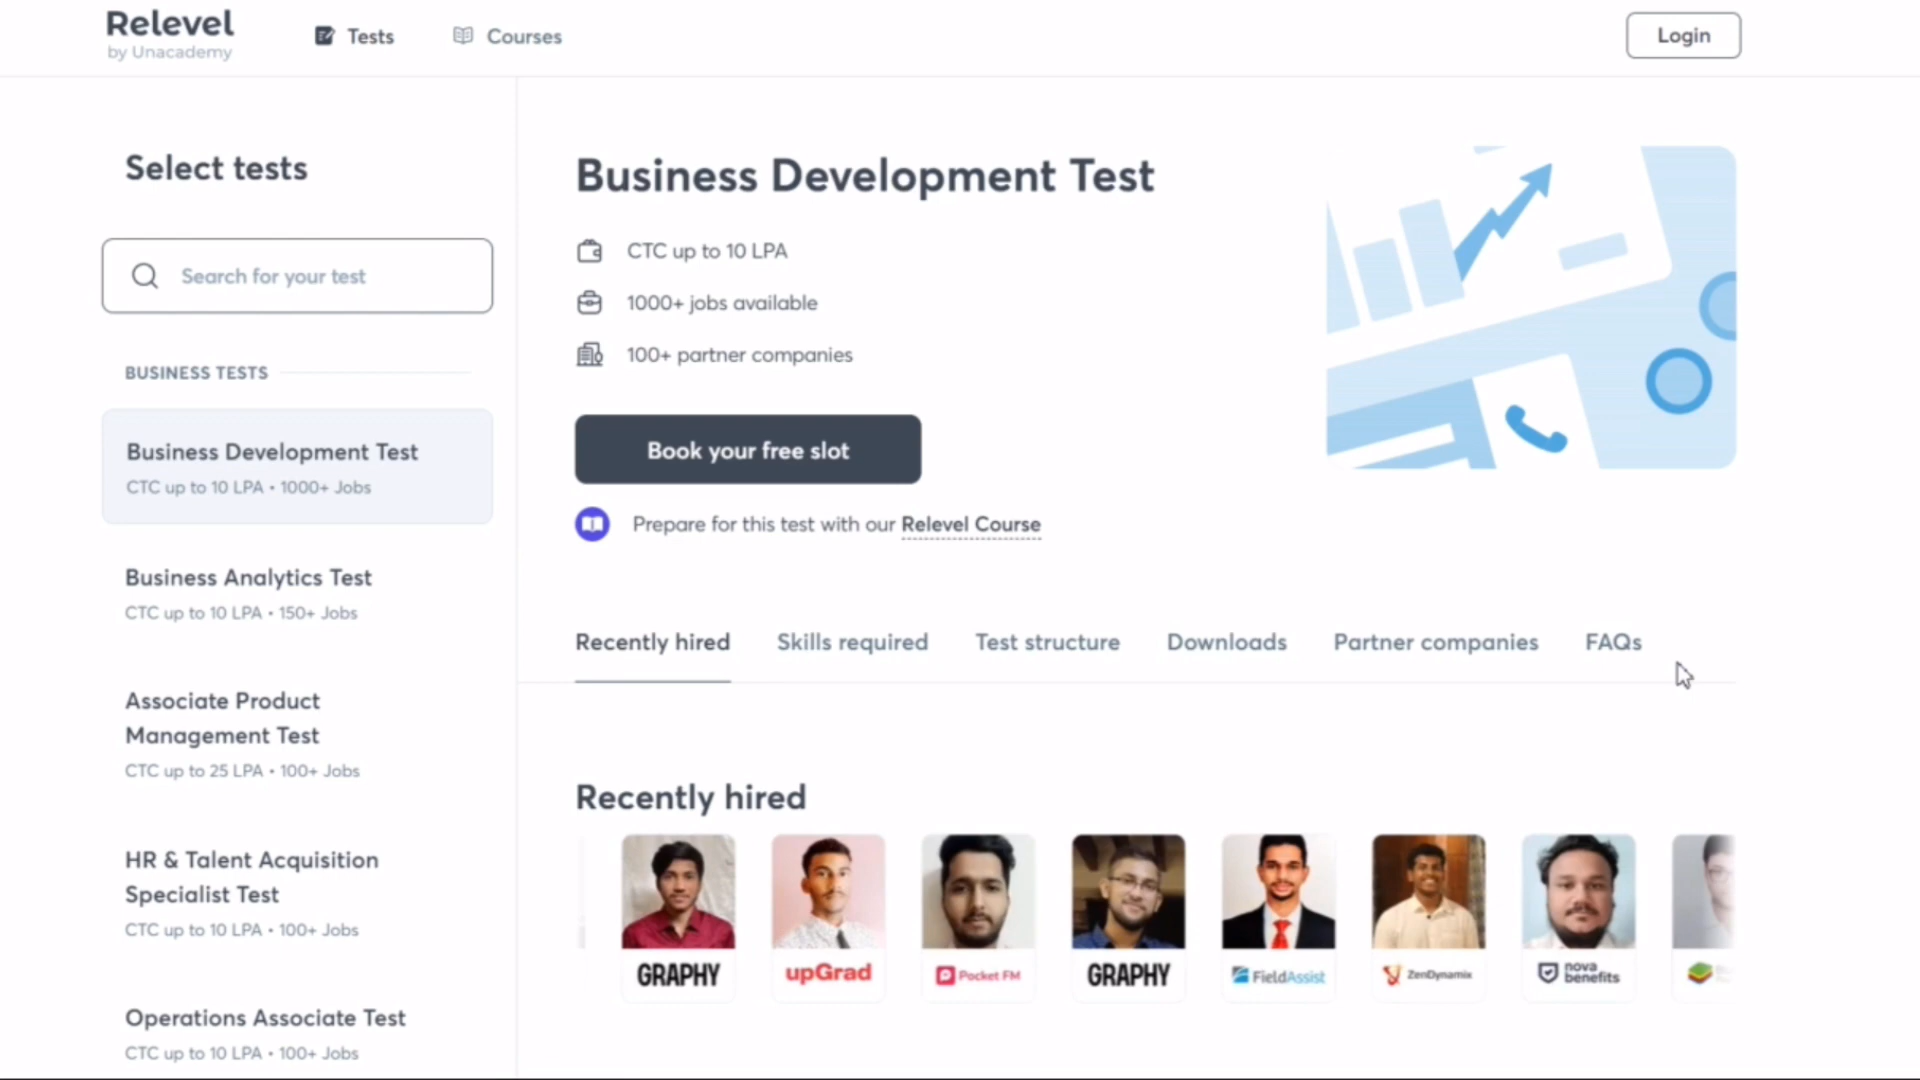 Relevel
by Unacademy
Tests
Courses
Login
Select tests
Search for your test
BUSINESS TESTS
Business Development Test
CTC up to 10 LPA • 1000+ Jobs
Business Analytics Test
CTC up to 10 LPA • 150+ Jobs
Associate Product
Management Test
CTC up to 25 LPA • 100+ Jobs
HR & Talent Acquisition
Specialist Test
CTC up to 10 LPA • 100+ Jobs
Operations Associate Test
CTC up to 10 LPA • 100+ Jobs
Business Development Test
CTC up to 10 LPA
1000+ jobs available
100+ partner companies
Book your free slot
Prepare for this test with our Relevel Course
Recently hired
Skills required
Test structure
Downloads
Partner companies
FAQs
Recently hired
GRAPHY
upGrad
Pocket FM
GRAPHY
FieldAssist
ZenDynamix
nova
benefits